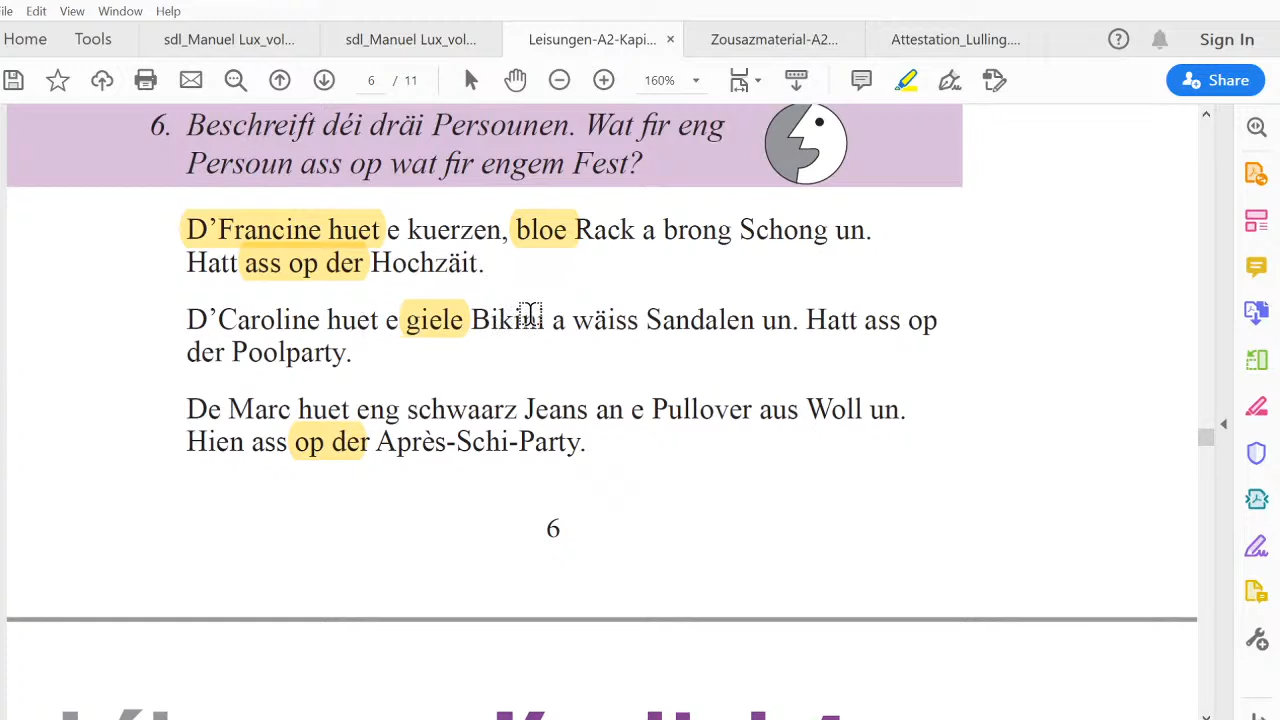 File Edit View Window Help
Home Tools sdl_Manuel Lux_vol... sdl_Manuel Lux_vol... Leisungen-A2-Kapi... × Zousazmaterial-A2... Attestation_Lulling.... Sign In
6 / 11 160% Share
6. Beschreift déi dräi Persounen. Wat fir eng
Persoun ass op wat fir engem Fest?
D’Francine huet e kuerzen, bloe Rack a brong Schong un.
Hatt ass op der Hochzäit.
D’Caroline huet e giele Bikini a wäiss Sandalen un. Hatt ass op
der Poolparty.
De Marc huet eng schwaarz Jeans an e Pullover aus Woll un.
Hien ass op der Après-Schi-Party.
6